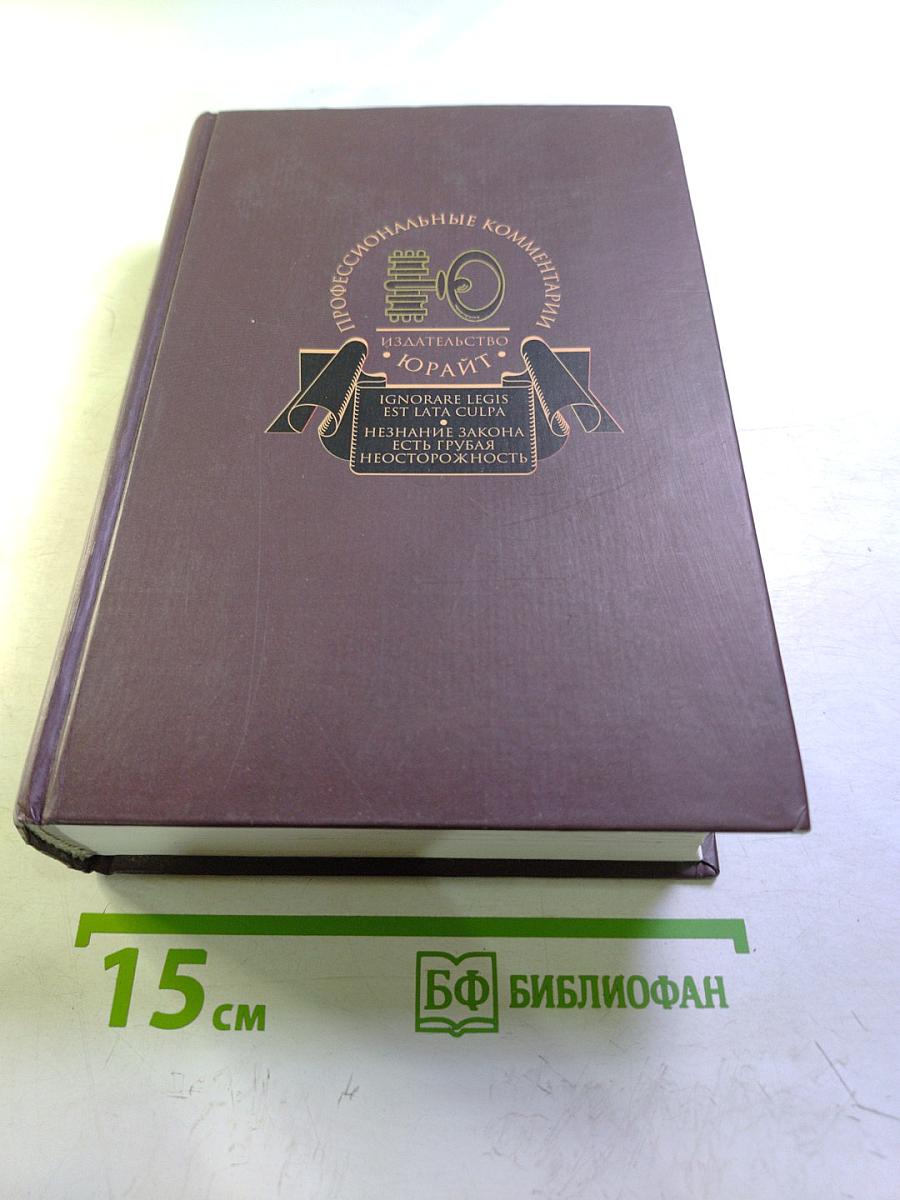 ПРОФЕССИОНАЛЬНЫЕ КОММЕНТАРИИ
ИЗДАТЕЛЬСТВО
• ЮРАЙТ •
IGNORARE LEGIS
EST LATA CULPA
•
НЕЗНАНИЕ ЗАКОНА
ЕСТЬ ГРУБАЯ
НЕОСТОРОЖНОСТЬ
15 см
БФ БИБЛИОФАН